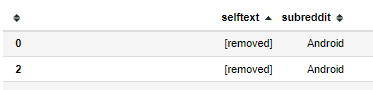 selftext subreddit
0 [removed] Android
2 [removed] Android